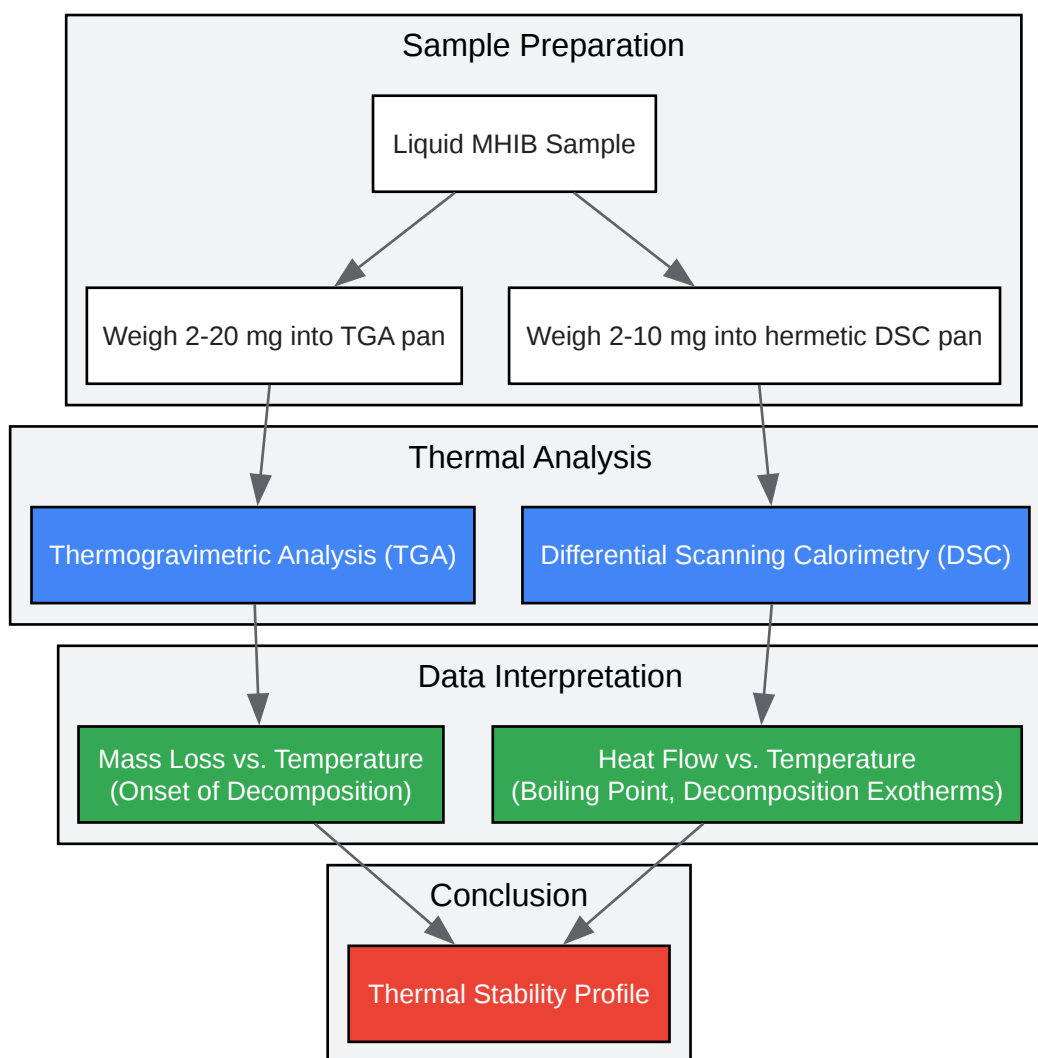 Sample Preparation
Liquid MHIB Sample
Weigh 2-20 mg into TGA pan
Weigh 2-10 mg into hermetic DSC pan
Thermal Analysis
Thermogravimetric Analysis (TGA)
Differential Scanning Calorimetry (DSC)
Data Interpretation
Mass Loss vs. Temperature
(Onset of Decomposition)
Heat Flow vs. Temperature
(Boiling Point, Decomposition Exotherms)
Conclusion
Thermal Stability Profile